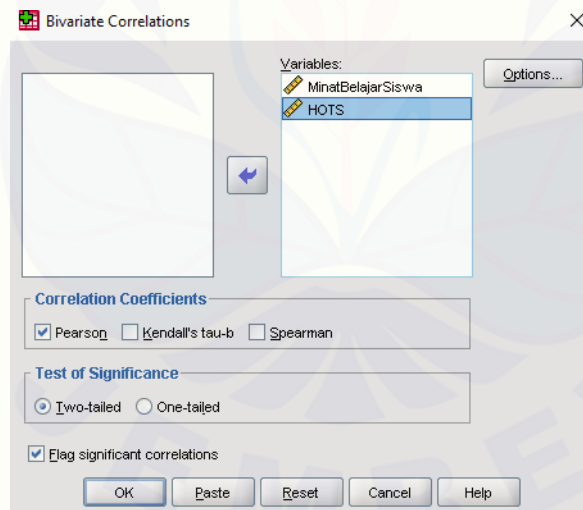 Bivariate Correlations
Variables:
MinatBelajarSiswa
HOTS
Options...
Correlation Coefficients
Pearson Kendall's tau-b Spearman
Test of Significance
Two-tailed One-tailed
Flag significant correlations
OK Paste Reset Cancel Help